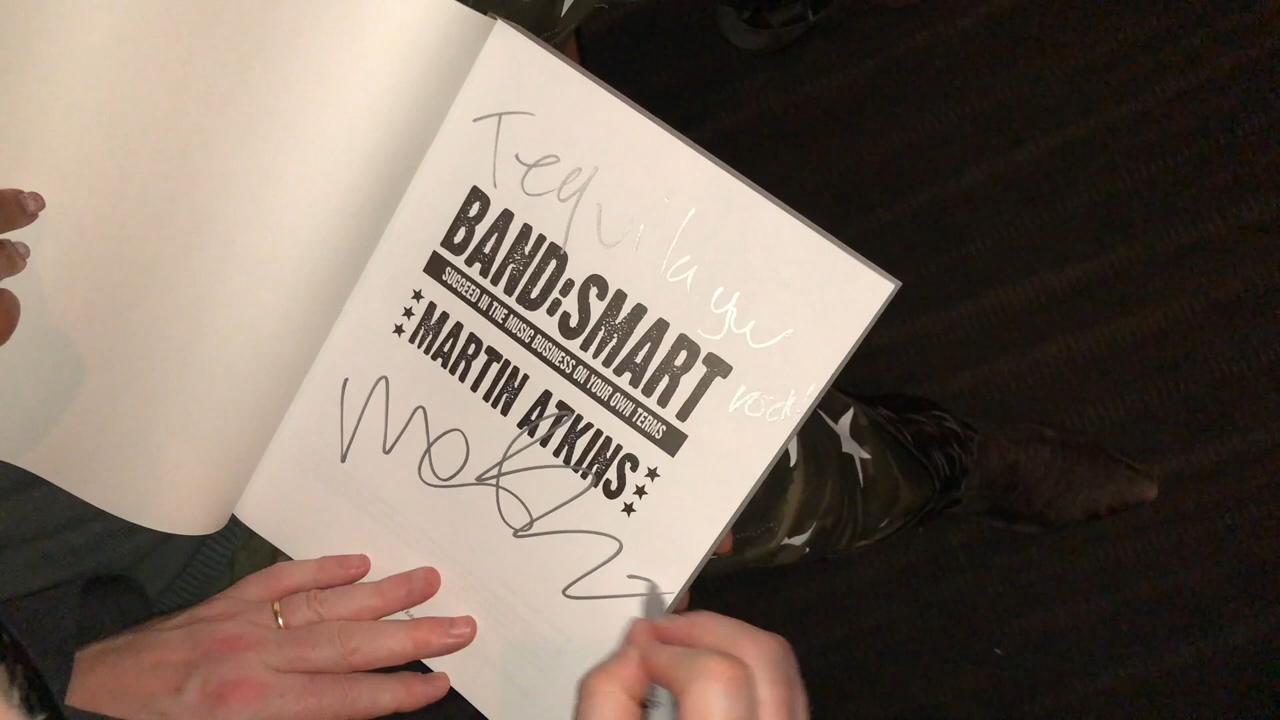 Tequila you
rock!
BAND:SMART
SUCCEED IN THE MUSIC BUSINESS ON YOUR OWN TERMS
MARTIN ATKINS